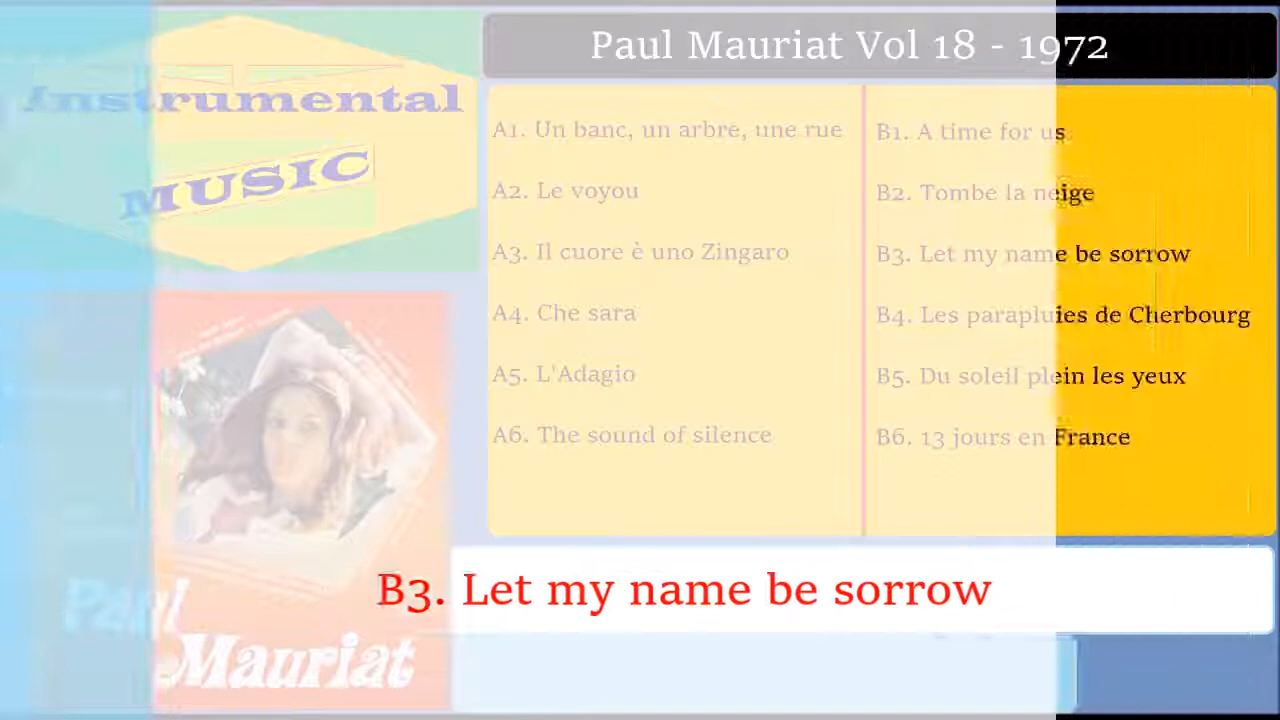 Instrumental
MUSIC
Paul Mauriat Vol 18 - 1972
A1. Un banc, un arbre, une rue
A2. Le voyou
A3. Il cuore è uno Zingaro
A4. Che sara
A5. L'Adagio
A6. The sound of silence
B1. A time for us
B2. Tombe la neige
B3. Let my name be sorrow
B4. Les parapluies de Cherbourg
B5. Du soleil plein les yeux
B6. 13 jours en France
B3. Let my name be sorrow
Paul
Mauriat